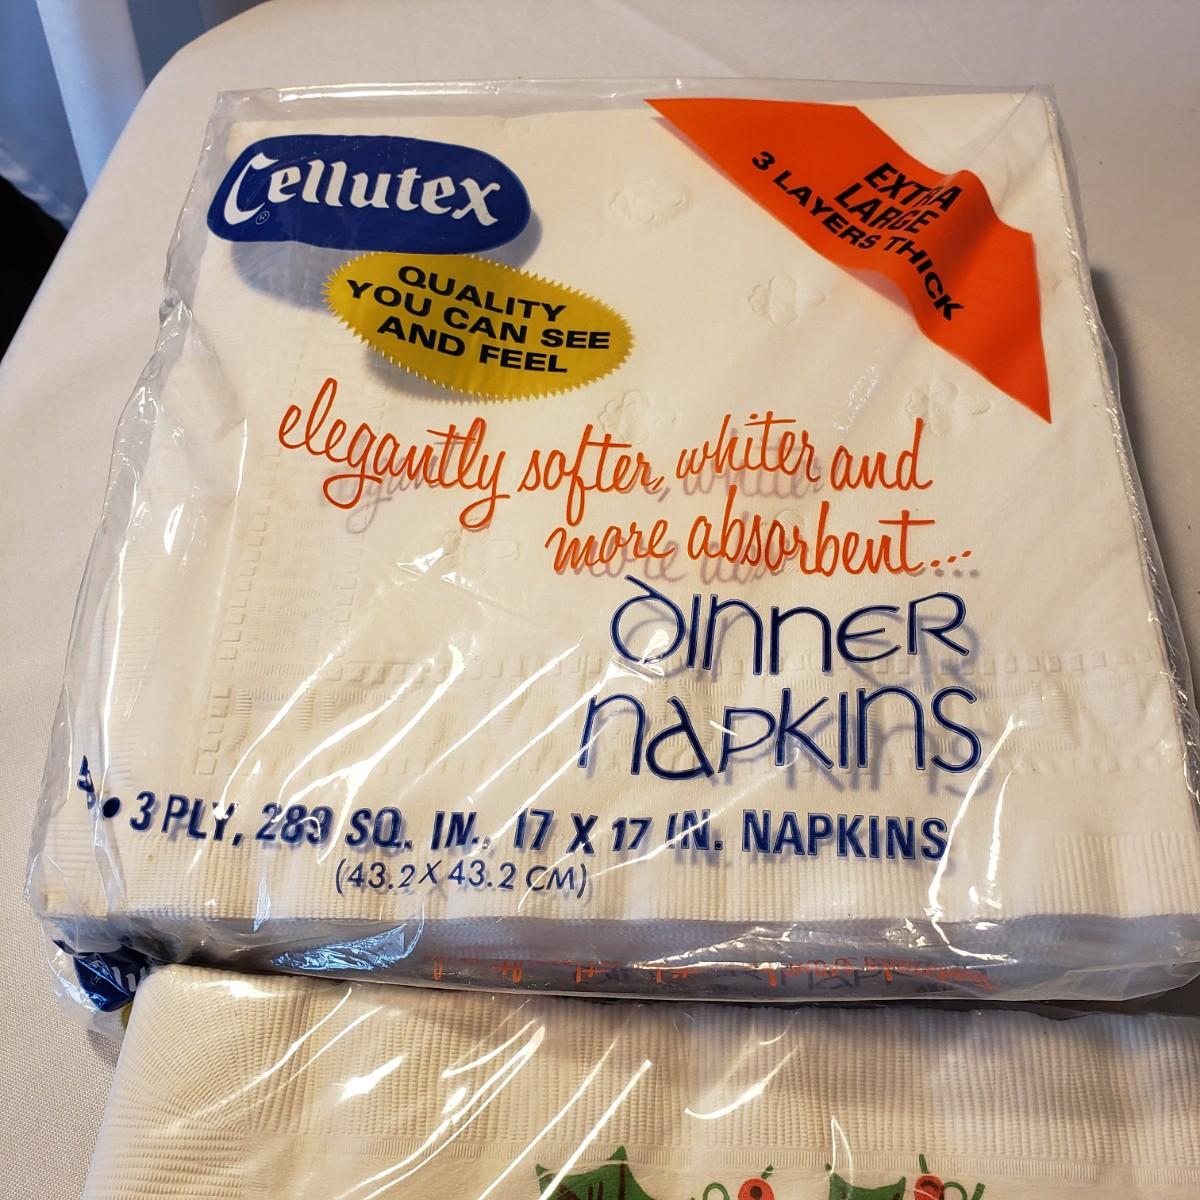 Cellutex
®
QUALITY
YOU CAN SEE
AND FEEL
EXTRA
LARGE
3 LAYERS THICK
elegantly softer, whiter and
more absorbent...
DINNER
NAPKINS
• 3 PLY, 289 SQ. IN., 17 X 17 IN. NAPKINS
(43.2 X 43.2 CM)